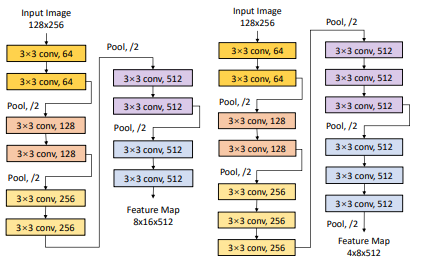 Input Image
128x256
3×3 conv, 64
3×3 conv, 64
Pool, /2
3×3 conv, 128
3×3 conv, 128
Pool, /2
3×3 conv, 256
3×3 conv, 256
Pool, /2
3×3 conv, 512
3×3 conv, 512
Pool, /2
3×3 conv, 512
3×3 conv, 512
Feature Map
8x16x512
Input Image
128x256
3×3 conv, 64
3×3 conv, 64
Pool, /2
3×3 conv, 128
3×3 conv, 128
Pool, /2
3×3 conv, 256
3×3 conv, 256
3×3 conv, 256
Pool, /2
3×3 conv, 512
3×3 conv, 512
3×3 conv, 512
Pool, /2
3×3 conv, 512
3×3 conv, 512
3×3 conv, 512
Pool, /2
Feature Map
4x8x512